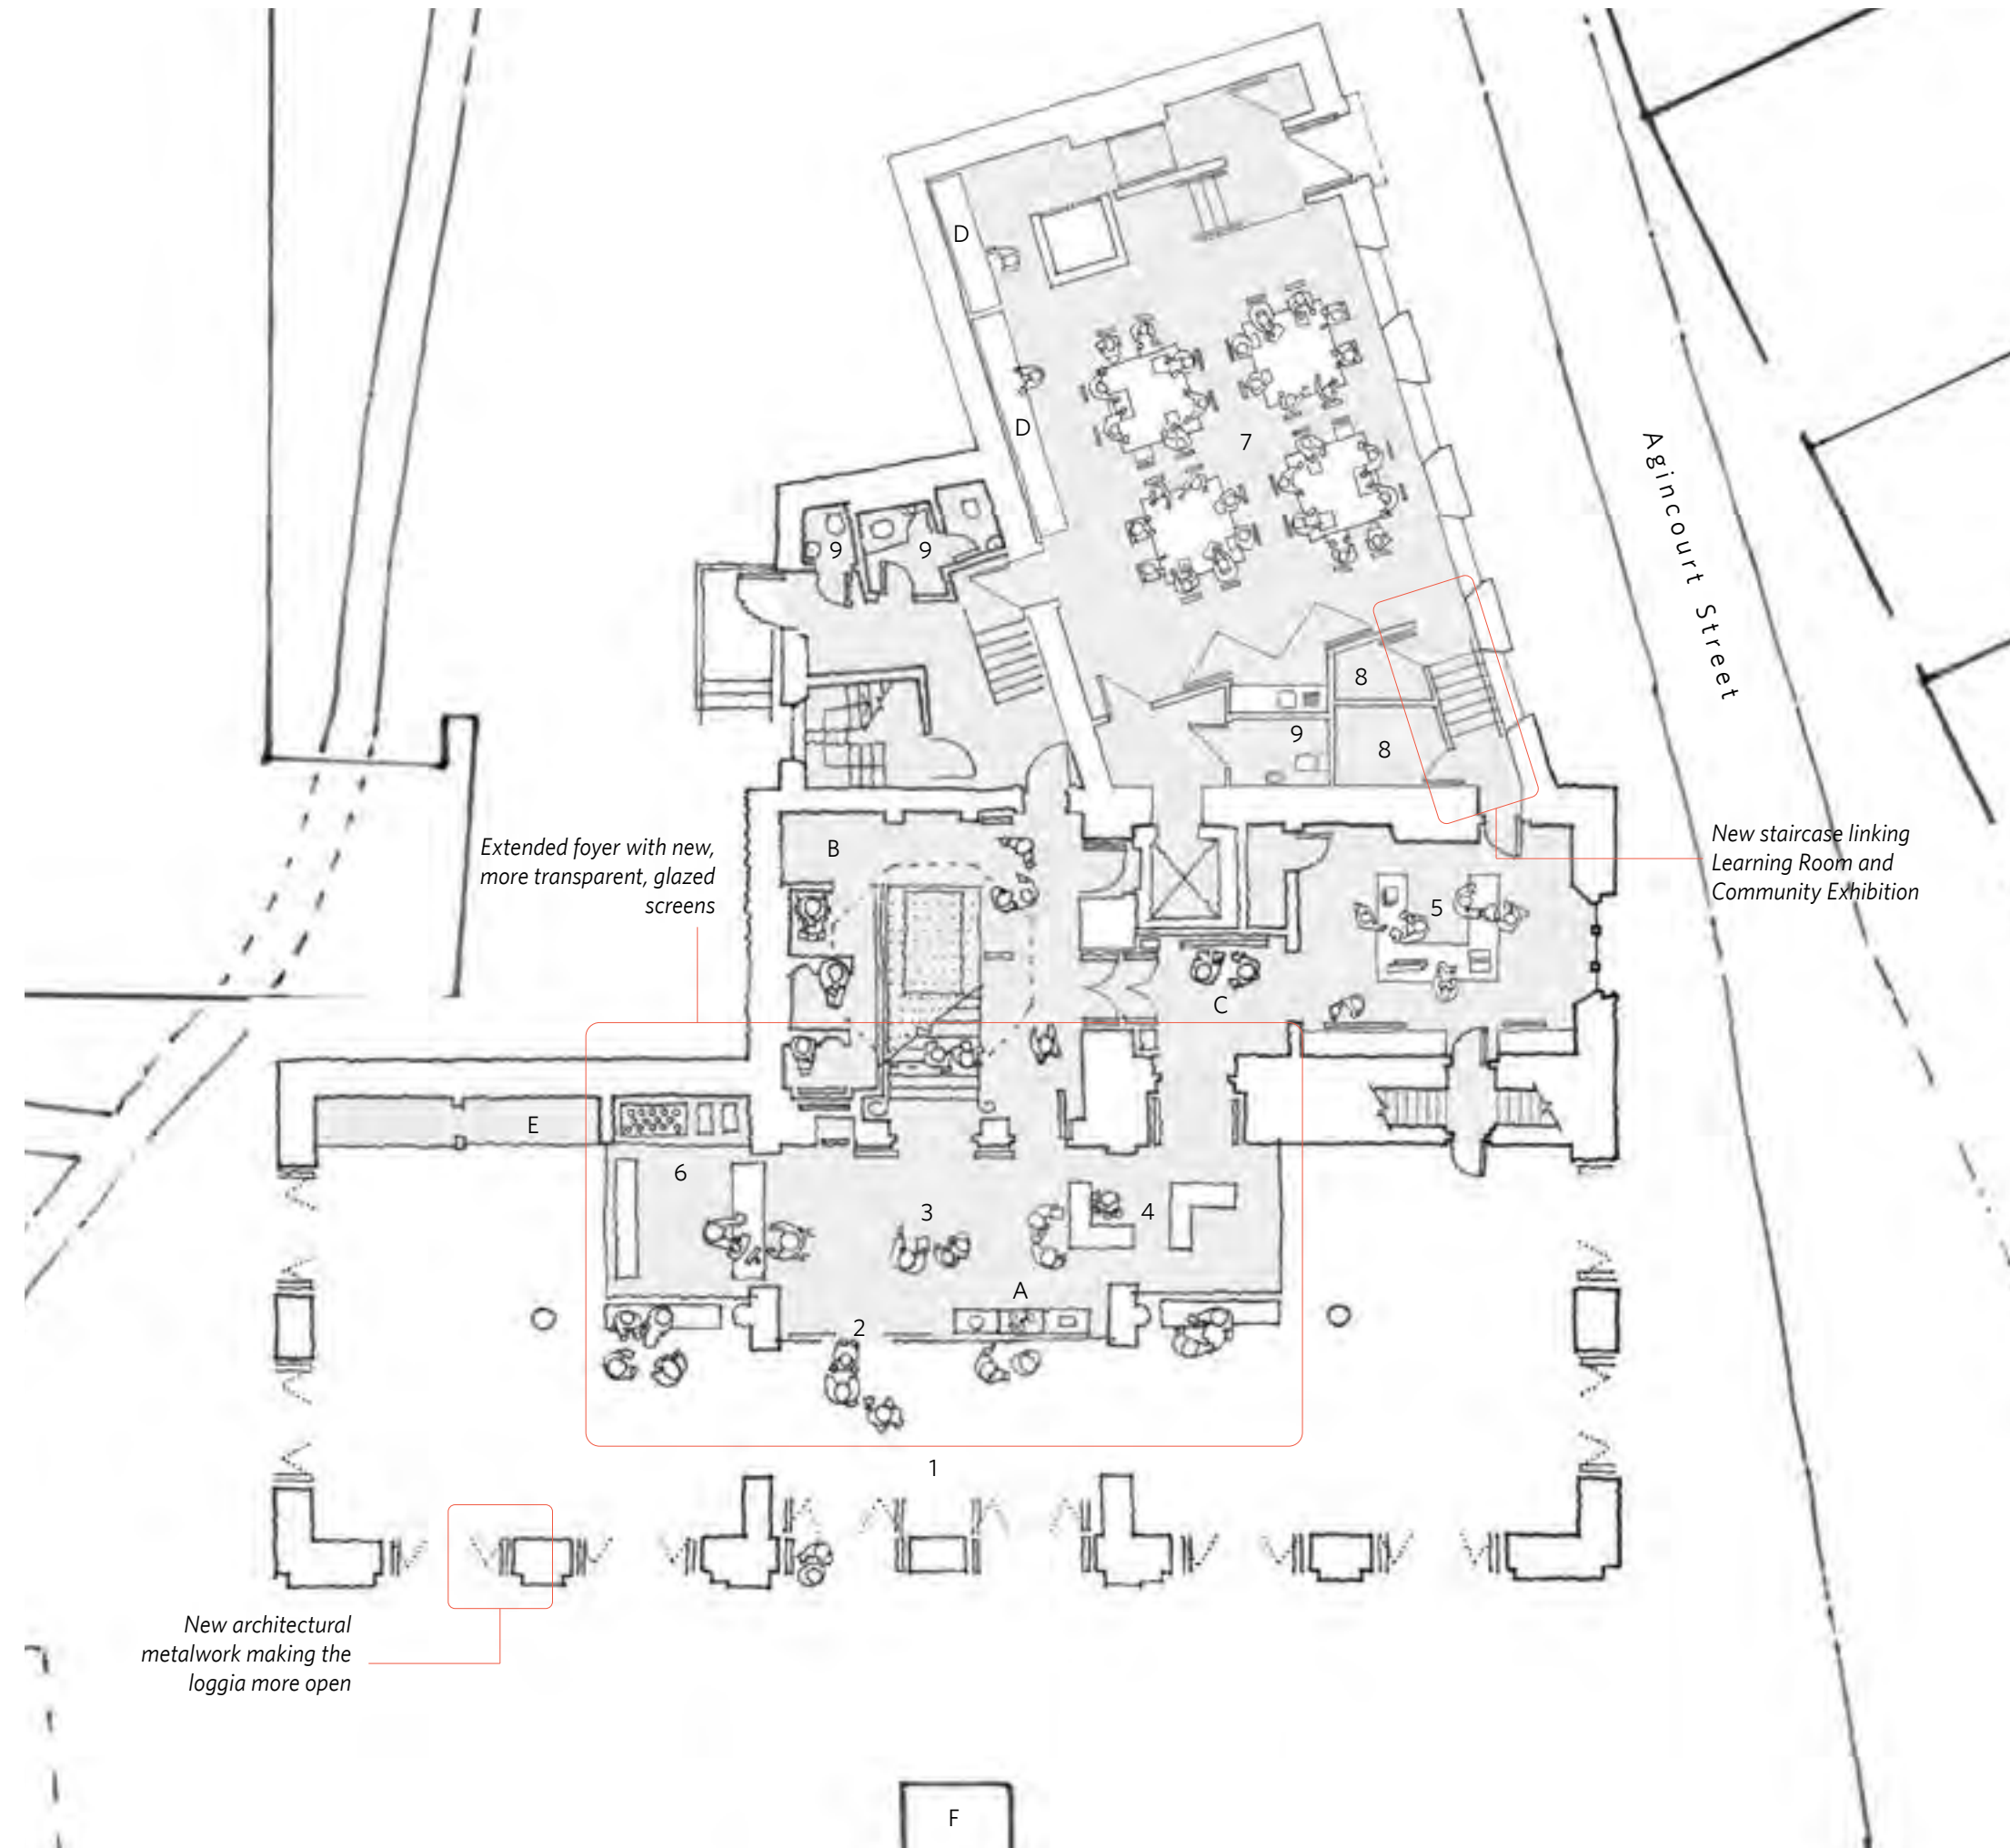 D
D
7
Agincourt Street
9
9
8
9
8
Extended foyer with new,
more transparent, glazed
screens
B
New staircase linking
Learning Room and
Community Exhibition
5
C
E
6
3
4
A
2
1
New architectural
metalwork making the
loggia more open
F